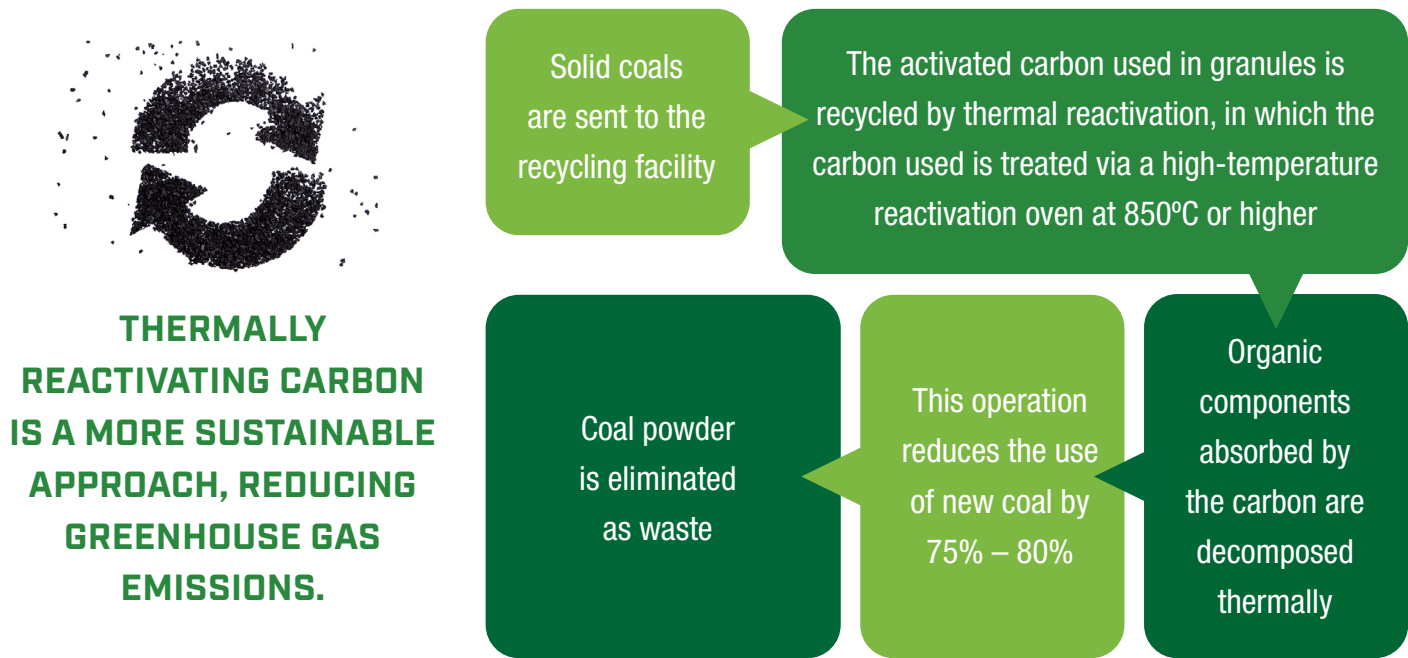 THERMALLY
REACTIVATING CARBON
IS A MORE SUSTAINABLE
APPROACH, REDUCING
GREENHOUSE GAS
EMISSIONS.
Solid coals
are sent to the
recycling facility
The activated carbon used in granules is
recycled by thermal reactivation, in which the
carbon used is treated via a high-temperature
reactivation oven at 850ºC or higher
Organic
components
absorbed by
the carbon are
decomposed
thermally
This operation
reduces the use
of new coal by
75% – 80%
Coal powder
is eliminated
as waste